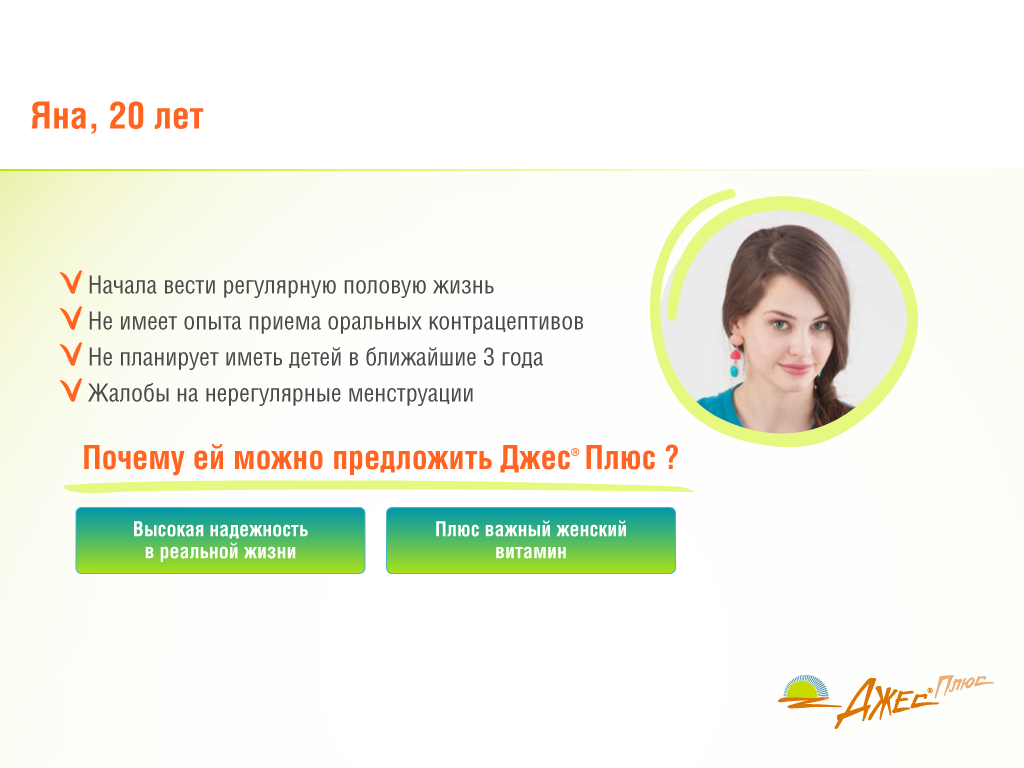 Яна, 20 лет
Начала вести регулярную половую жизнь
Не имеет опыта приема оральных контрацептивов
Не планирует иметь детей в ближайшие 3 года
Жалобы на нерегулярные менструации
Почему ей можно предложить Джес® Плюс ?
Высокая надежность
в реальной жизни
Плюс важный женский
витамин
Джес® Плюс